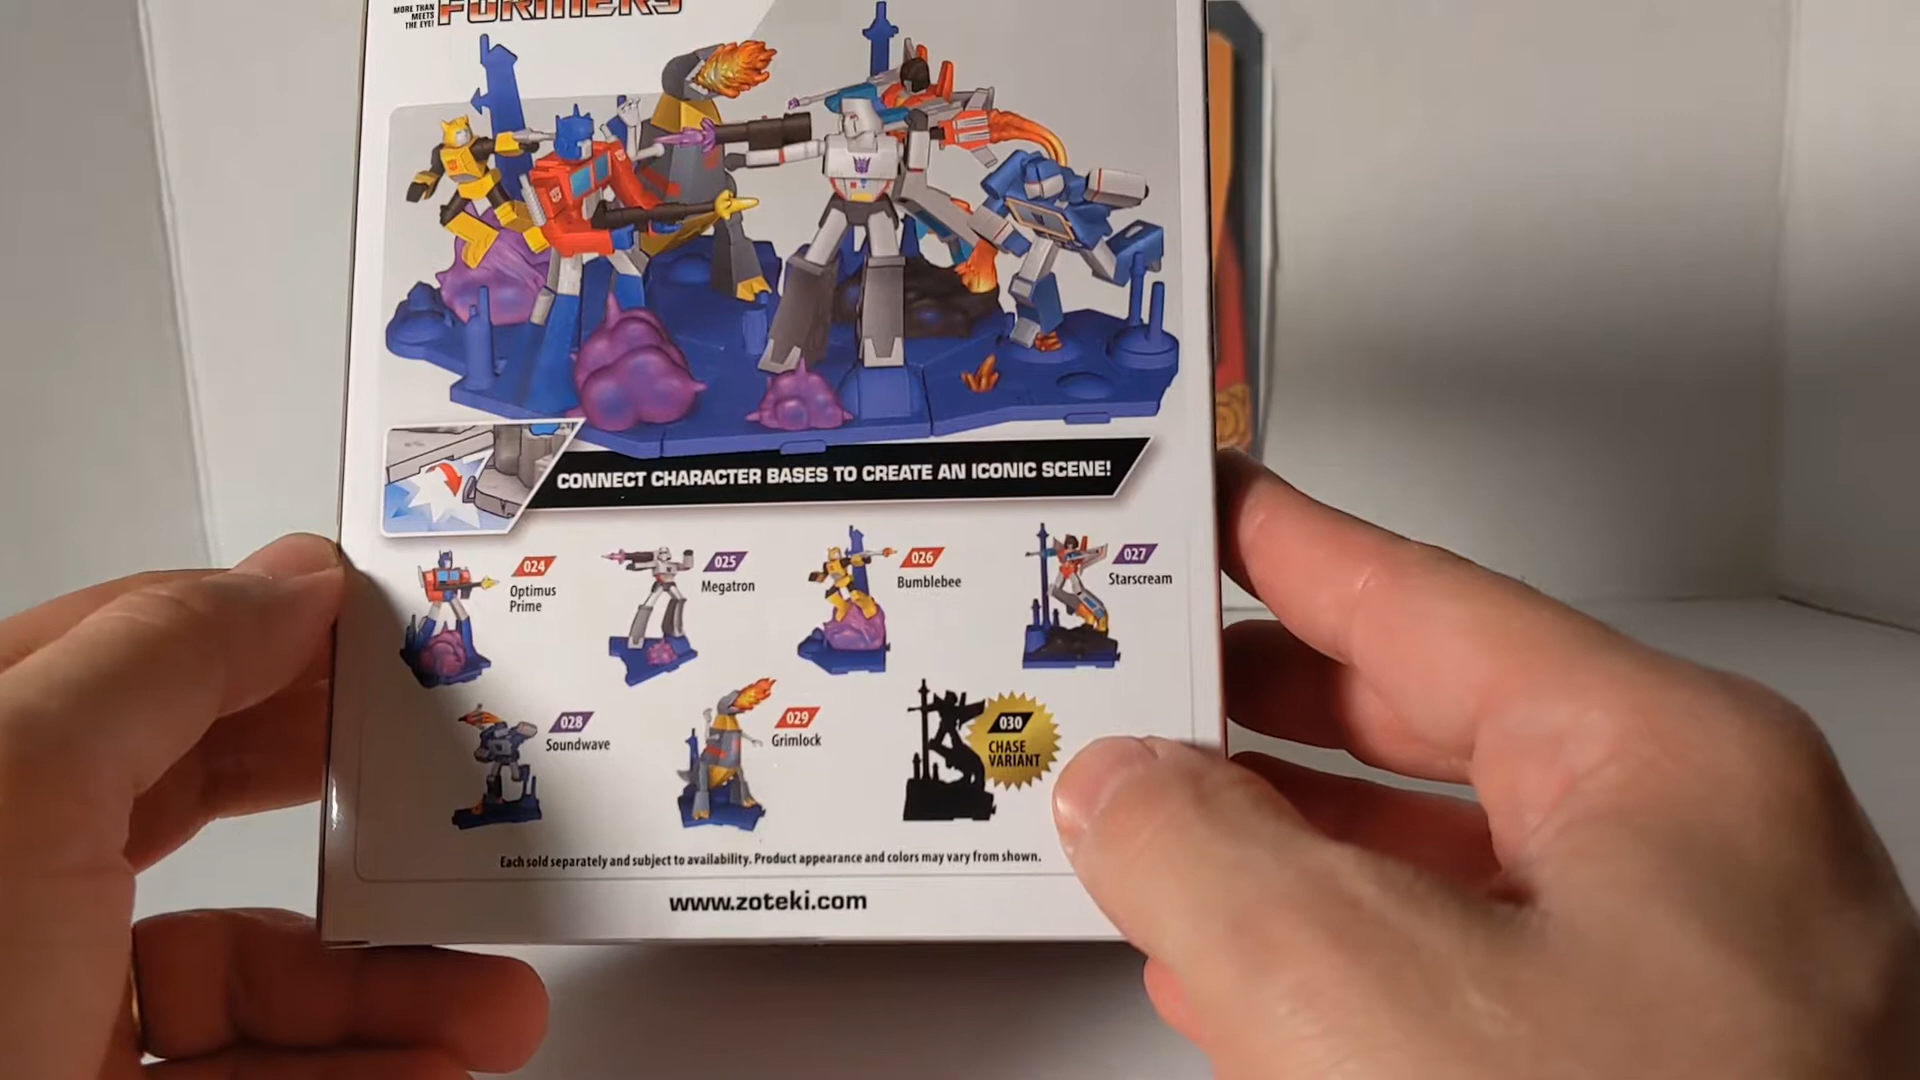 MORE THAN
MEETS
THE EYE!
FORMERS
CONNECT CHARACTER BASES TO CREATE AN ICONIC SCENE!
024
Optimus
Prime
025
Megatron
026
Bumblebee
027
Starscream
028
Soundwave
029
Grimlock
030
CHASE
VARIANT
Each sold separately and subject to availability. Product appearance and colors may vary from shown.
www.zoteki.com